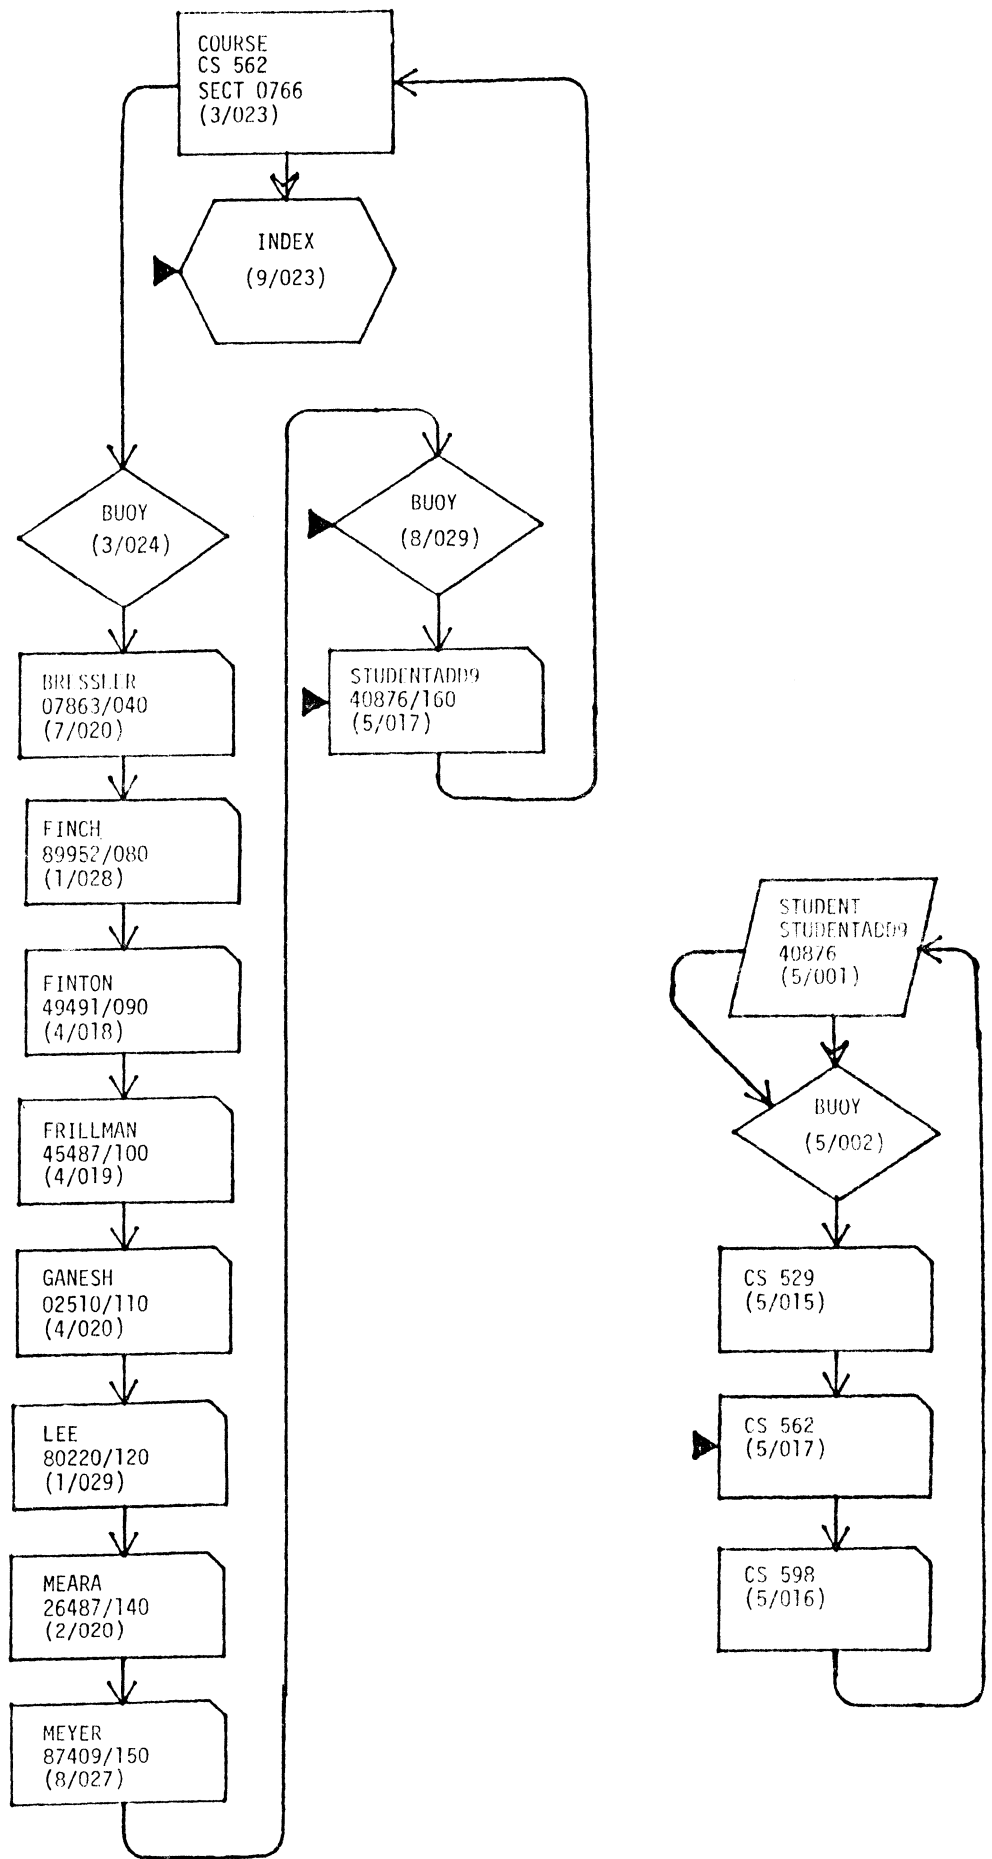 COURSE
CS 562
SECT 0766
(3/023)
INDEX
(9/023)
BUOY
(3/024)
BRESSLER
07863/040
(7/020)
FINCH
89952/080
(1/028)
FINTON
49491/090
(4/018)
FRILLMAN
45487/100
(4/019)
GANESH
02510/110
(4/020)
LEE
80220/120
(1/029)
MEARA
26487/140
(2/020)
MEYER
87409/150
(8/027)
BUOY
(8/029)
STUDENTADD9
40876/160
(5/017)
STUDENT
STUDENTADD9
40876
(5/001)
BUOY
(5/002)
CS 529
(5/015)
CS 562
(5/017)
CS 598
(5/016)